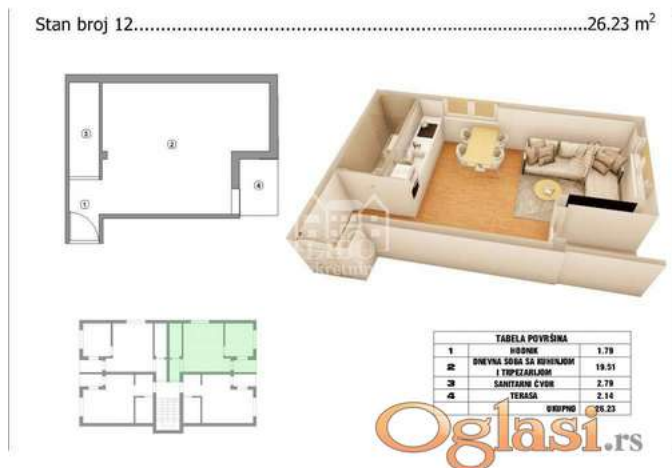 Stan broj 12 26.23 m²
3
2
4
1
TABELA POVRŠINA
1 HODNIK 1.79
2 DNEVNA SOBA SA KUHINJOM I TRPEZARIJOM 19.51
3 SANITARNI ČVOR 2.79
4 TERASA 2.14
UKUPNO 26.23
Oglasi.rs